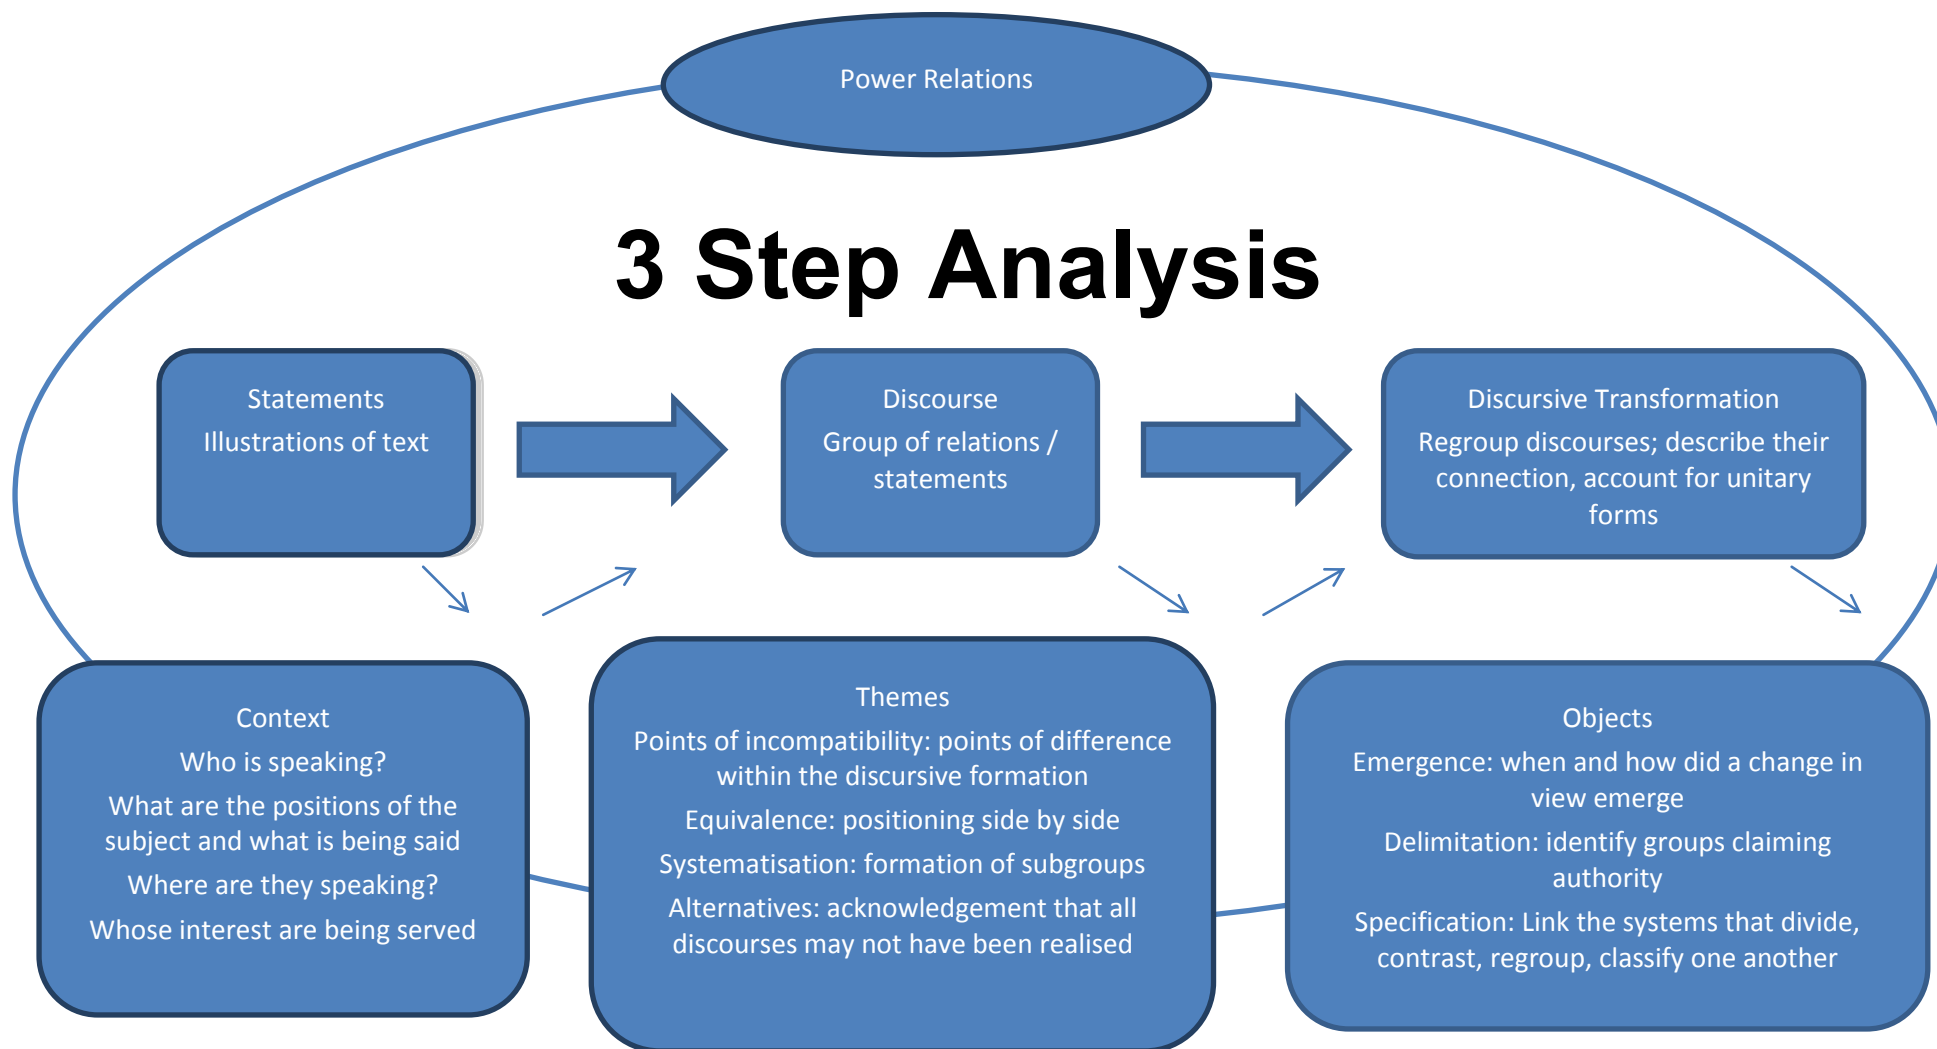 Power Relations
3 Step Analysis
Statements
Illustrations of text
Discourse
Group of relations /
statements
Discursive Transformation
Regroup discourses; describe their
connection, account for unitary
forms
Context
Who is speaking?
What are the positions of the
subject and what is being said
Where are they speaking?
Whose interest are being served
Themes
Points of incompatibility: points of difference
within the discursive formation
Equivalence: positioning side by side
Systematisation: formation of subgroups
Alternatives: acknowledgement that all
discourses may not have been realised
Objects
Emergence: when and how did a change in
view emerge
Delimitation: identify groups claiming
authority
Specification: Link the systems that divide,
contrast, regroup, classify one another